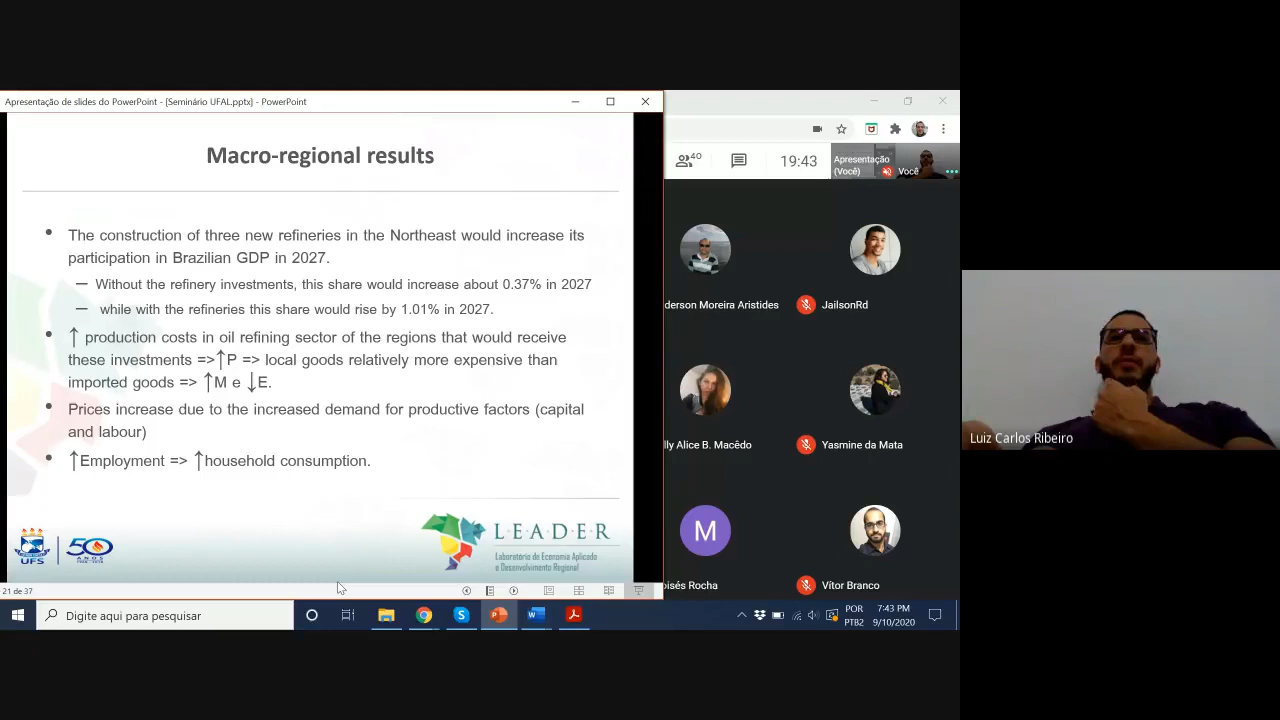 Apresentação de slides do PowerPoint - [Seminário UFAL.pptx] - PowerPoint
Macro-regional results
• The construction of three new refineries in the Northeast would increase its
participation in Brazilian GDP in 2027.
– Without the refinery investments, this share would increase about 0.37% in 2027
– while with the refineries this share would rise by 1.01% in 2027.
• ↑ production costs in oil refining sector of the regions that would receive
these investments =>↑P => local goods relatively more expensive than
imported goods => ↑M e ↓E.
• Prices increase due to the increased demand for productive factors (capital
and labour)
• ↑Employment => ↑household consumption.
UFS
50
ANOS
L·E·A·D·E·R
Laboratório de Economia Aplicada
e Desenvolvimento Regional
21 de 37
40
19:43
Apresentação
(Você)
Você
derson Moreira Aristides
JailsonRd
lly Alice B. Macêdo
Yasmine da Mata
M
oisés Rocha
Vítor Branco
Luiz Carlos Ribeiro
Digite aqui para pesquisar
POR
PTB2
7:43 PM
9/10/2020